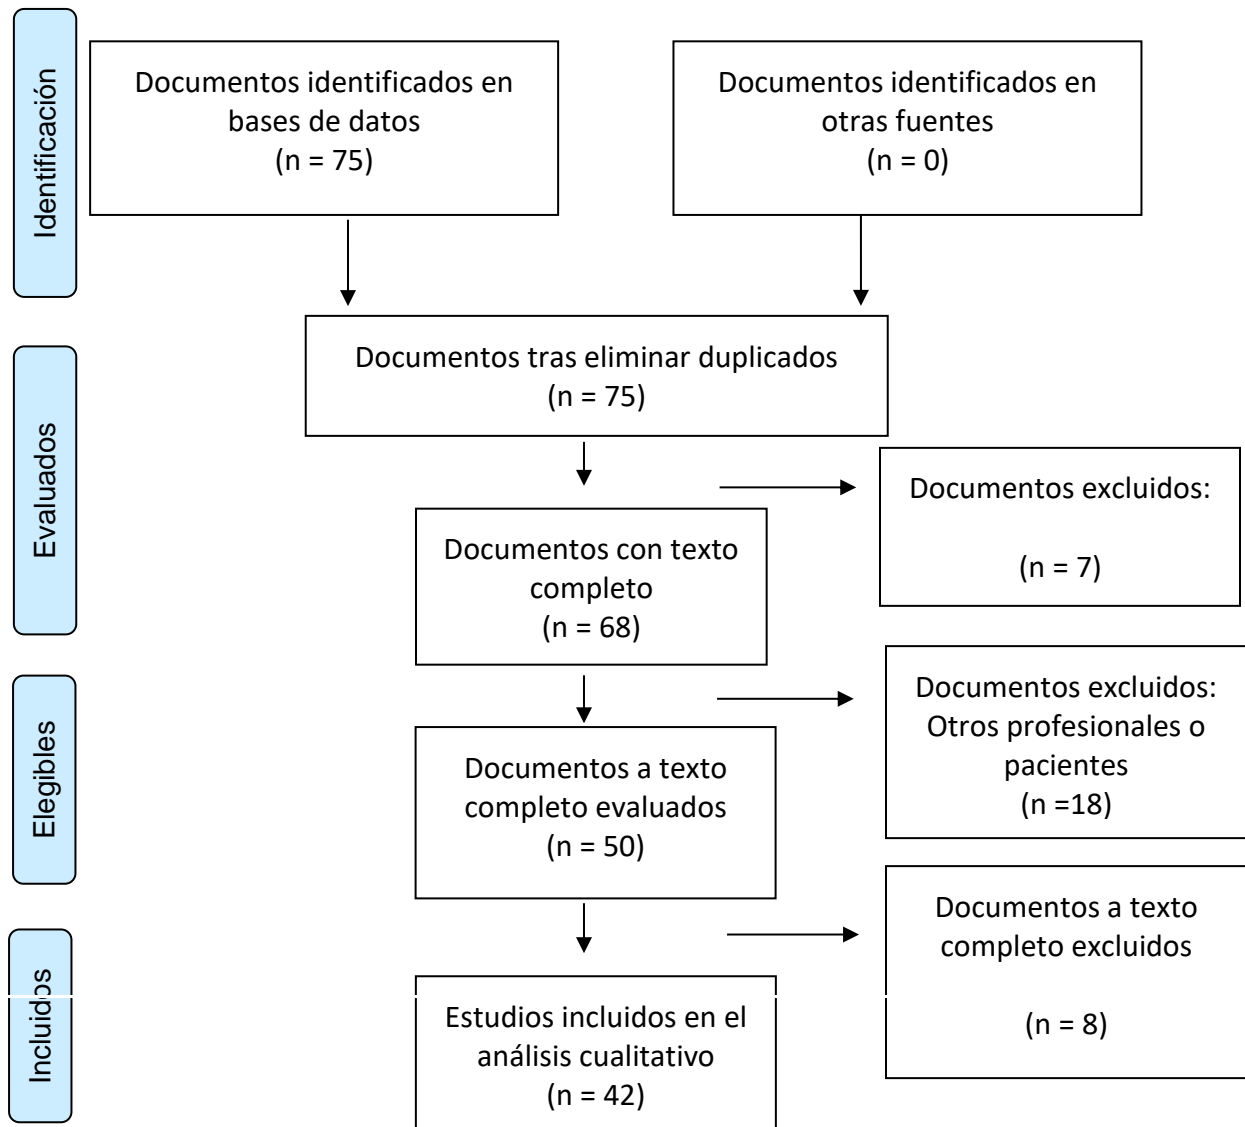 Identificación
Documentos identificados en
bases de datos
(n = 75)
Documentos identificados en
otras fuentes
(n = 0)
Evaluados
Documentos tras eliminar duplicados
(n = 75)
Documentos excluidos:
(n = 7)
Documentos con texto
completo
(n = 68)
Elegibles
Documentos excluidos:
Otros profesionales o
pacientes
(n =18)
Documentos a texto
completo evaluados
(n = 50)
Incluidos
Documentos a texto
completo excluidos
(n = 8)
Estudios incluidos en el
análisis cualitativo
(n = 42)